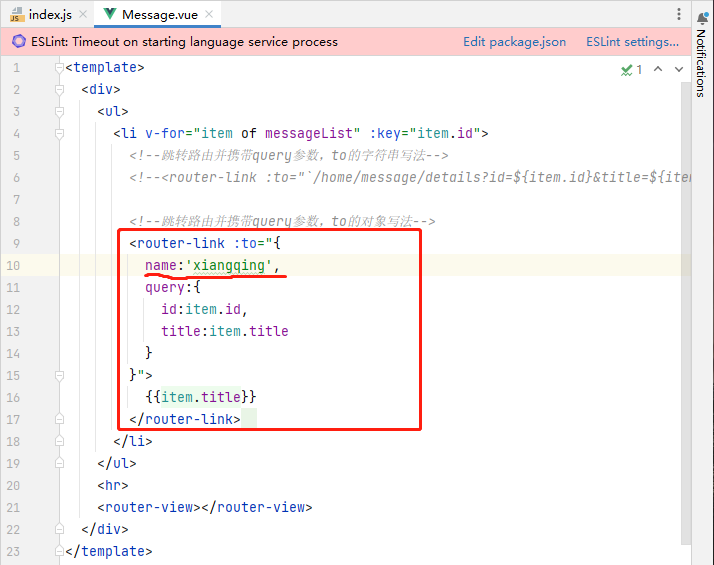 index.js
Message.vue
ESLint: Timeout on starting language service process
Edit package.json
ESLint settings...
Notifications
1
1 <template>
2 <div>
3 <ul>
4 <li v-for="item of messageList" :key="item.id">
5 <!--跳转路由并携带query参数，to的字符串写法-->
6 <!--<router-link :to="`/home/message/details?id=${item.id}&title=${iten
7
8 <!--跳转路由并携带query参数，to的对象写法-->
9 <router-link :to="{
10 name:'xiangqing',
11 query:{
12 id:item.id,
13 title:item.title
14 }
15 }">
16 {{item.title}}
17 </router-link>
18 </li>
19 </ul>
20 <hr>
21 <router-view></router-view>
22 </div>
23 </template>